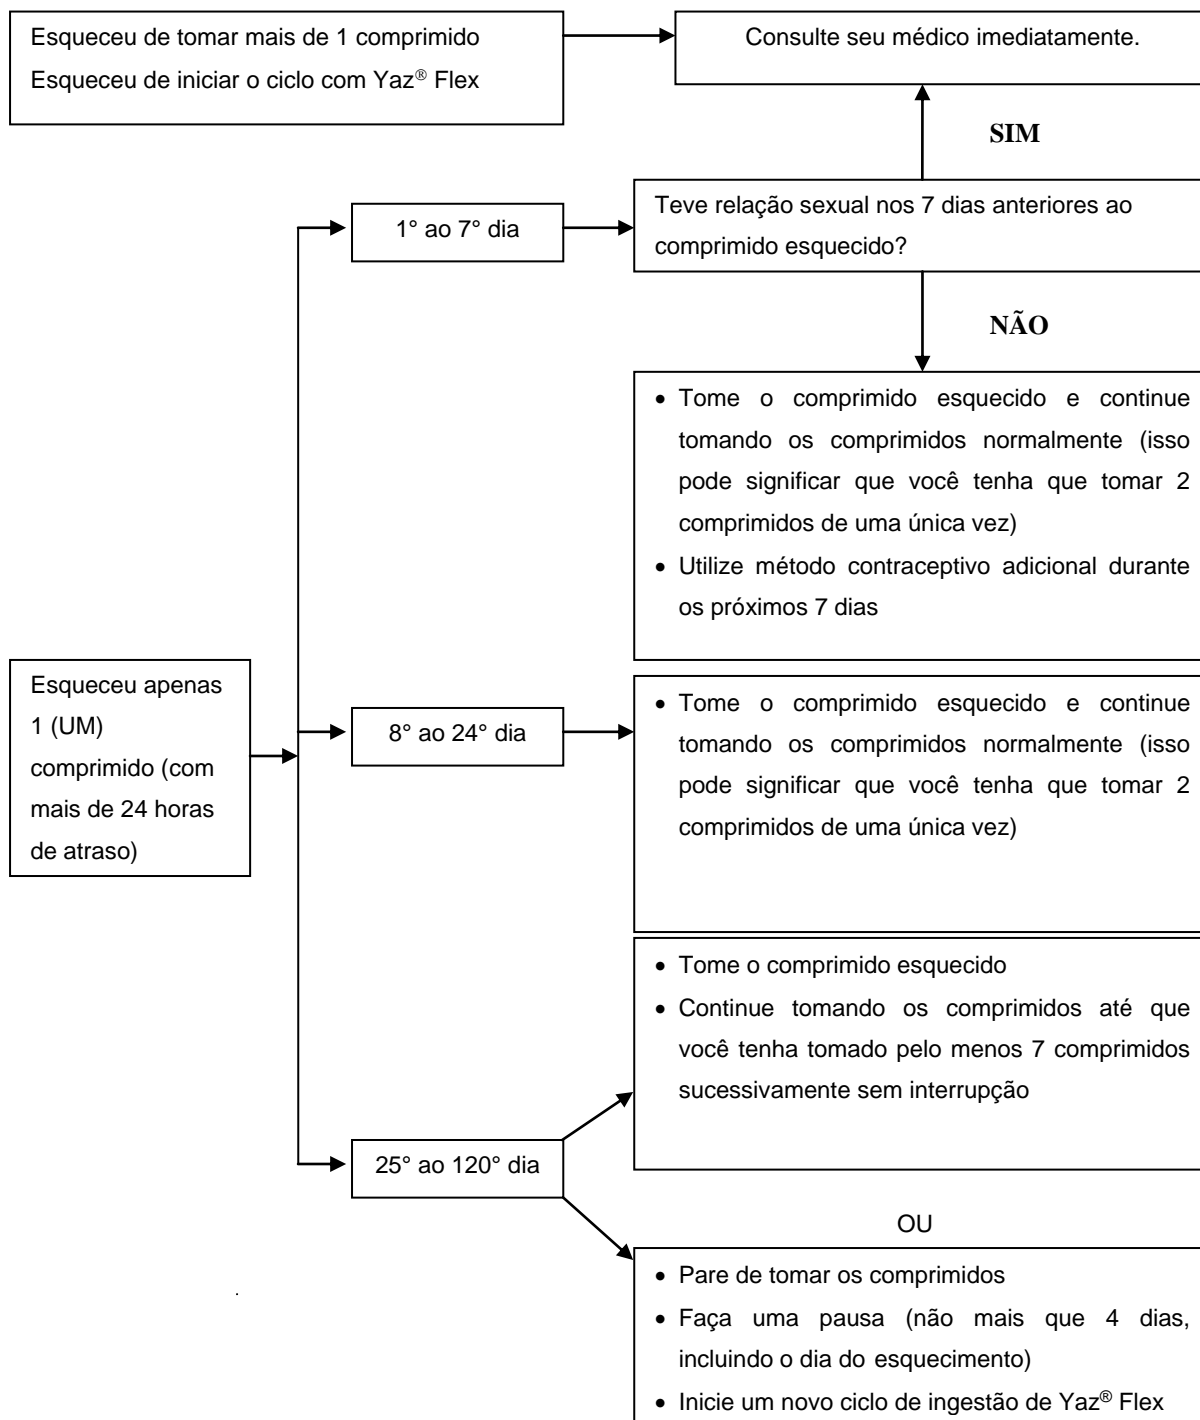 Esqueceu de tomar mais de 1 comprimido
Esqueceu de iniciar o ciclo com Yaz® Flex
Consulte seu médico imediatamente.
SIM
1° ao 7° dia
Teve relação sexual nos 7 dias anteriores ao
comprimido esquecido?
NÃO
• Tome o comprimido esquecido e continue
tomando os comprimidos normalmente (isso
pode significar que você tenha que tomar 2
comprimidos de uma única vez)
• Utilize método contraceptivo adicional durante
os próximos 7 dias
Esqueceu apenas
1 (UM)
comprimido (com
mais de 24 horas
de atraso)
8° ao 24° dia
• Tome o comprimido esquecido e continue
tomando os comprimidos normalmente (isso
pode significar que você tenha que tomar 2
comprimidos de uma única vez)
25° ao 120° dia
• Tome o comprimido esquecido
• Continue tomando os comprimidos até que
você tenha tomado pelo menos 7 comprimidos
sucessivamente sem interrupção
OU
• Pare de tomar os comprimidos
• Faça uma pausa (não mais que 4 dias,
incluindo o dia do esquecimento)
• Inicie um novo ciclo de ingestão de Yaz® Flex